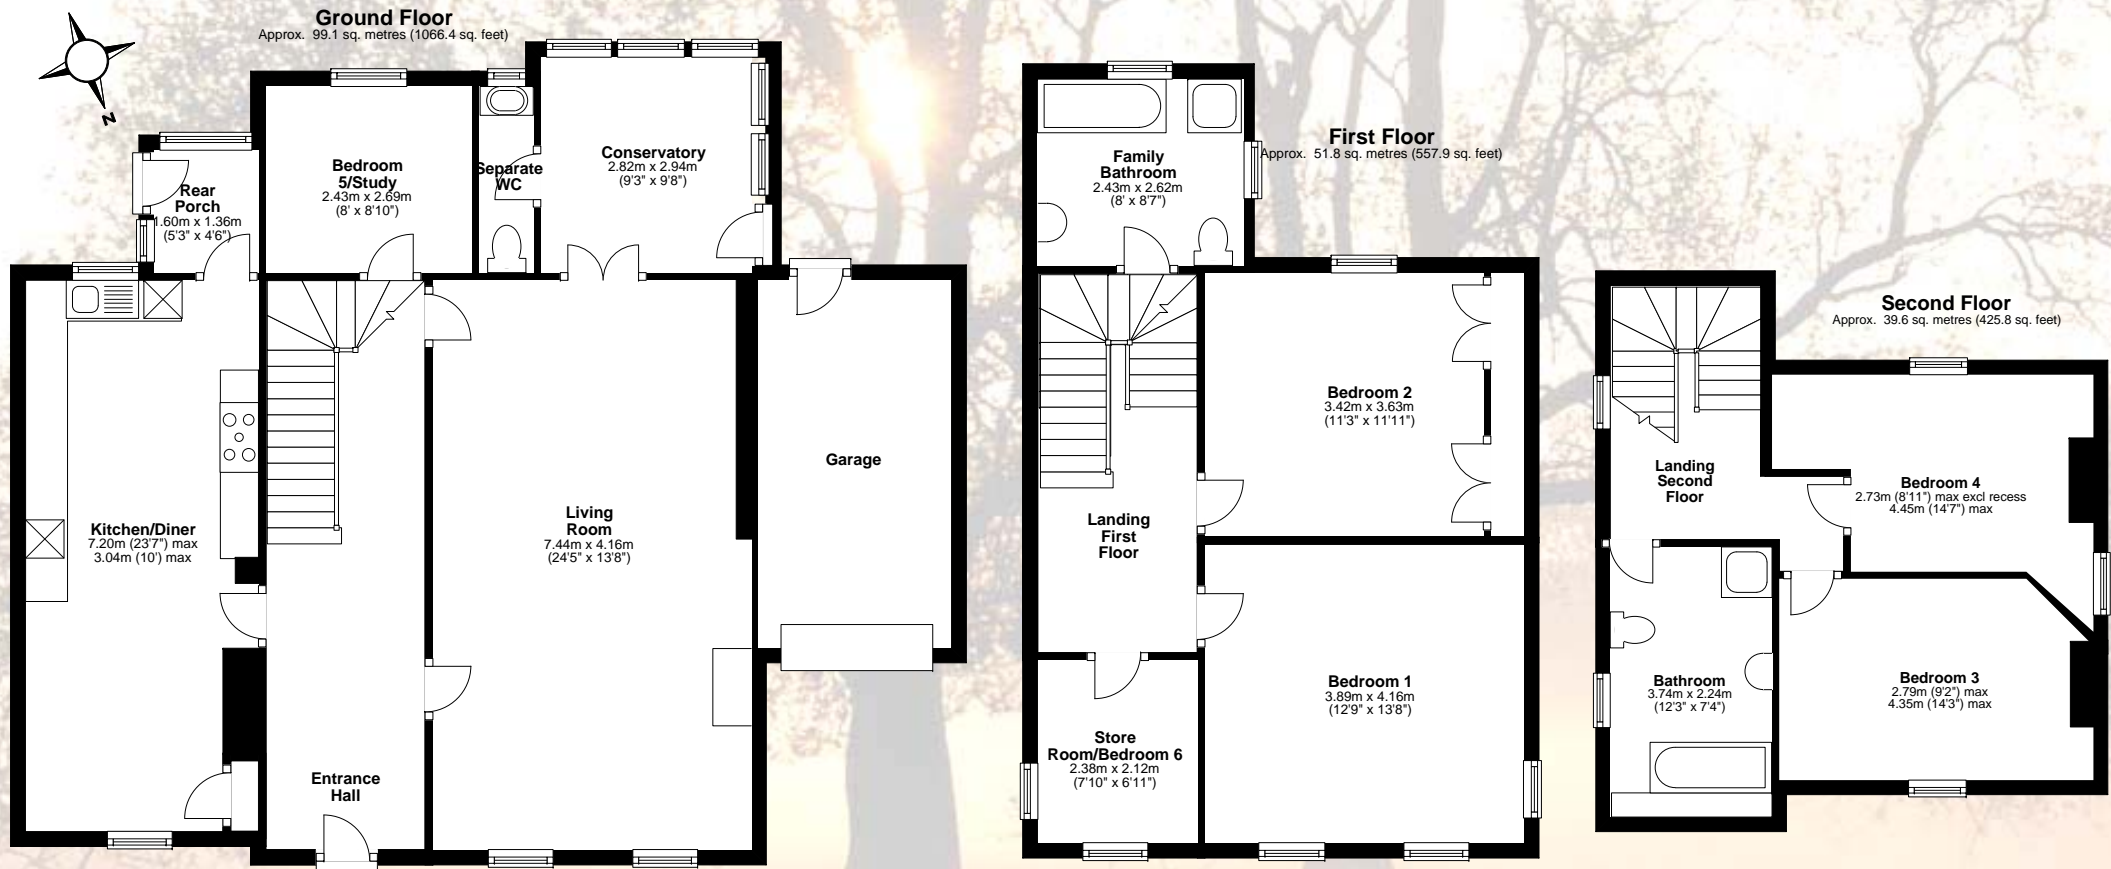 Ground Floor
Approx. 99.1 sq. metres (1066.4 sq. feet)
N
Rear
Porch
1.60m x 1.36m
(5'3" x 4'6")
Bedroom
5/Study
2.43m x 2.69m
(8' x 8'10")
Separate
WC
Conservatory
2.82m x 2.94m
(9'3" x 9'8")
Kitchen/Diner
7.20m (23'7") max
3.04m (10') max
Living
Room
7.44m x 4.16m
(24'5" x 13'8")
Garage
Entrance
Hall
First Floor
Approx. 51.8 sq. metres (557.9 sq. feet)
Family
Bathroom
2.43m x 2.62m
(8' x 8'7")
Bedroom 2
3.42m x 3.63m
(11'3" x 11'11")
Landing
First
Floor
Bedroom 1
3.89m x 4.16m
(12'9" x 13'8")
Store
Room/Bedroom 6
2.38m x 2.12m
(7'10" x 6'11")
Second Floor
Approx. 39.6 sq. metres (425.8 sq. feet)
Landing
Second
Floor
Bedroom 4
2.73m (8'11") max excl recess
4.45m (14'7") max
Bathroom
3.74m x 2.24m
(12'3" x 7'4")
Bedroom 3
2.79m (9'2") max
4.35m (14'3") max